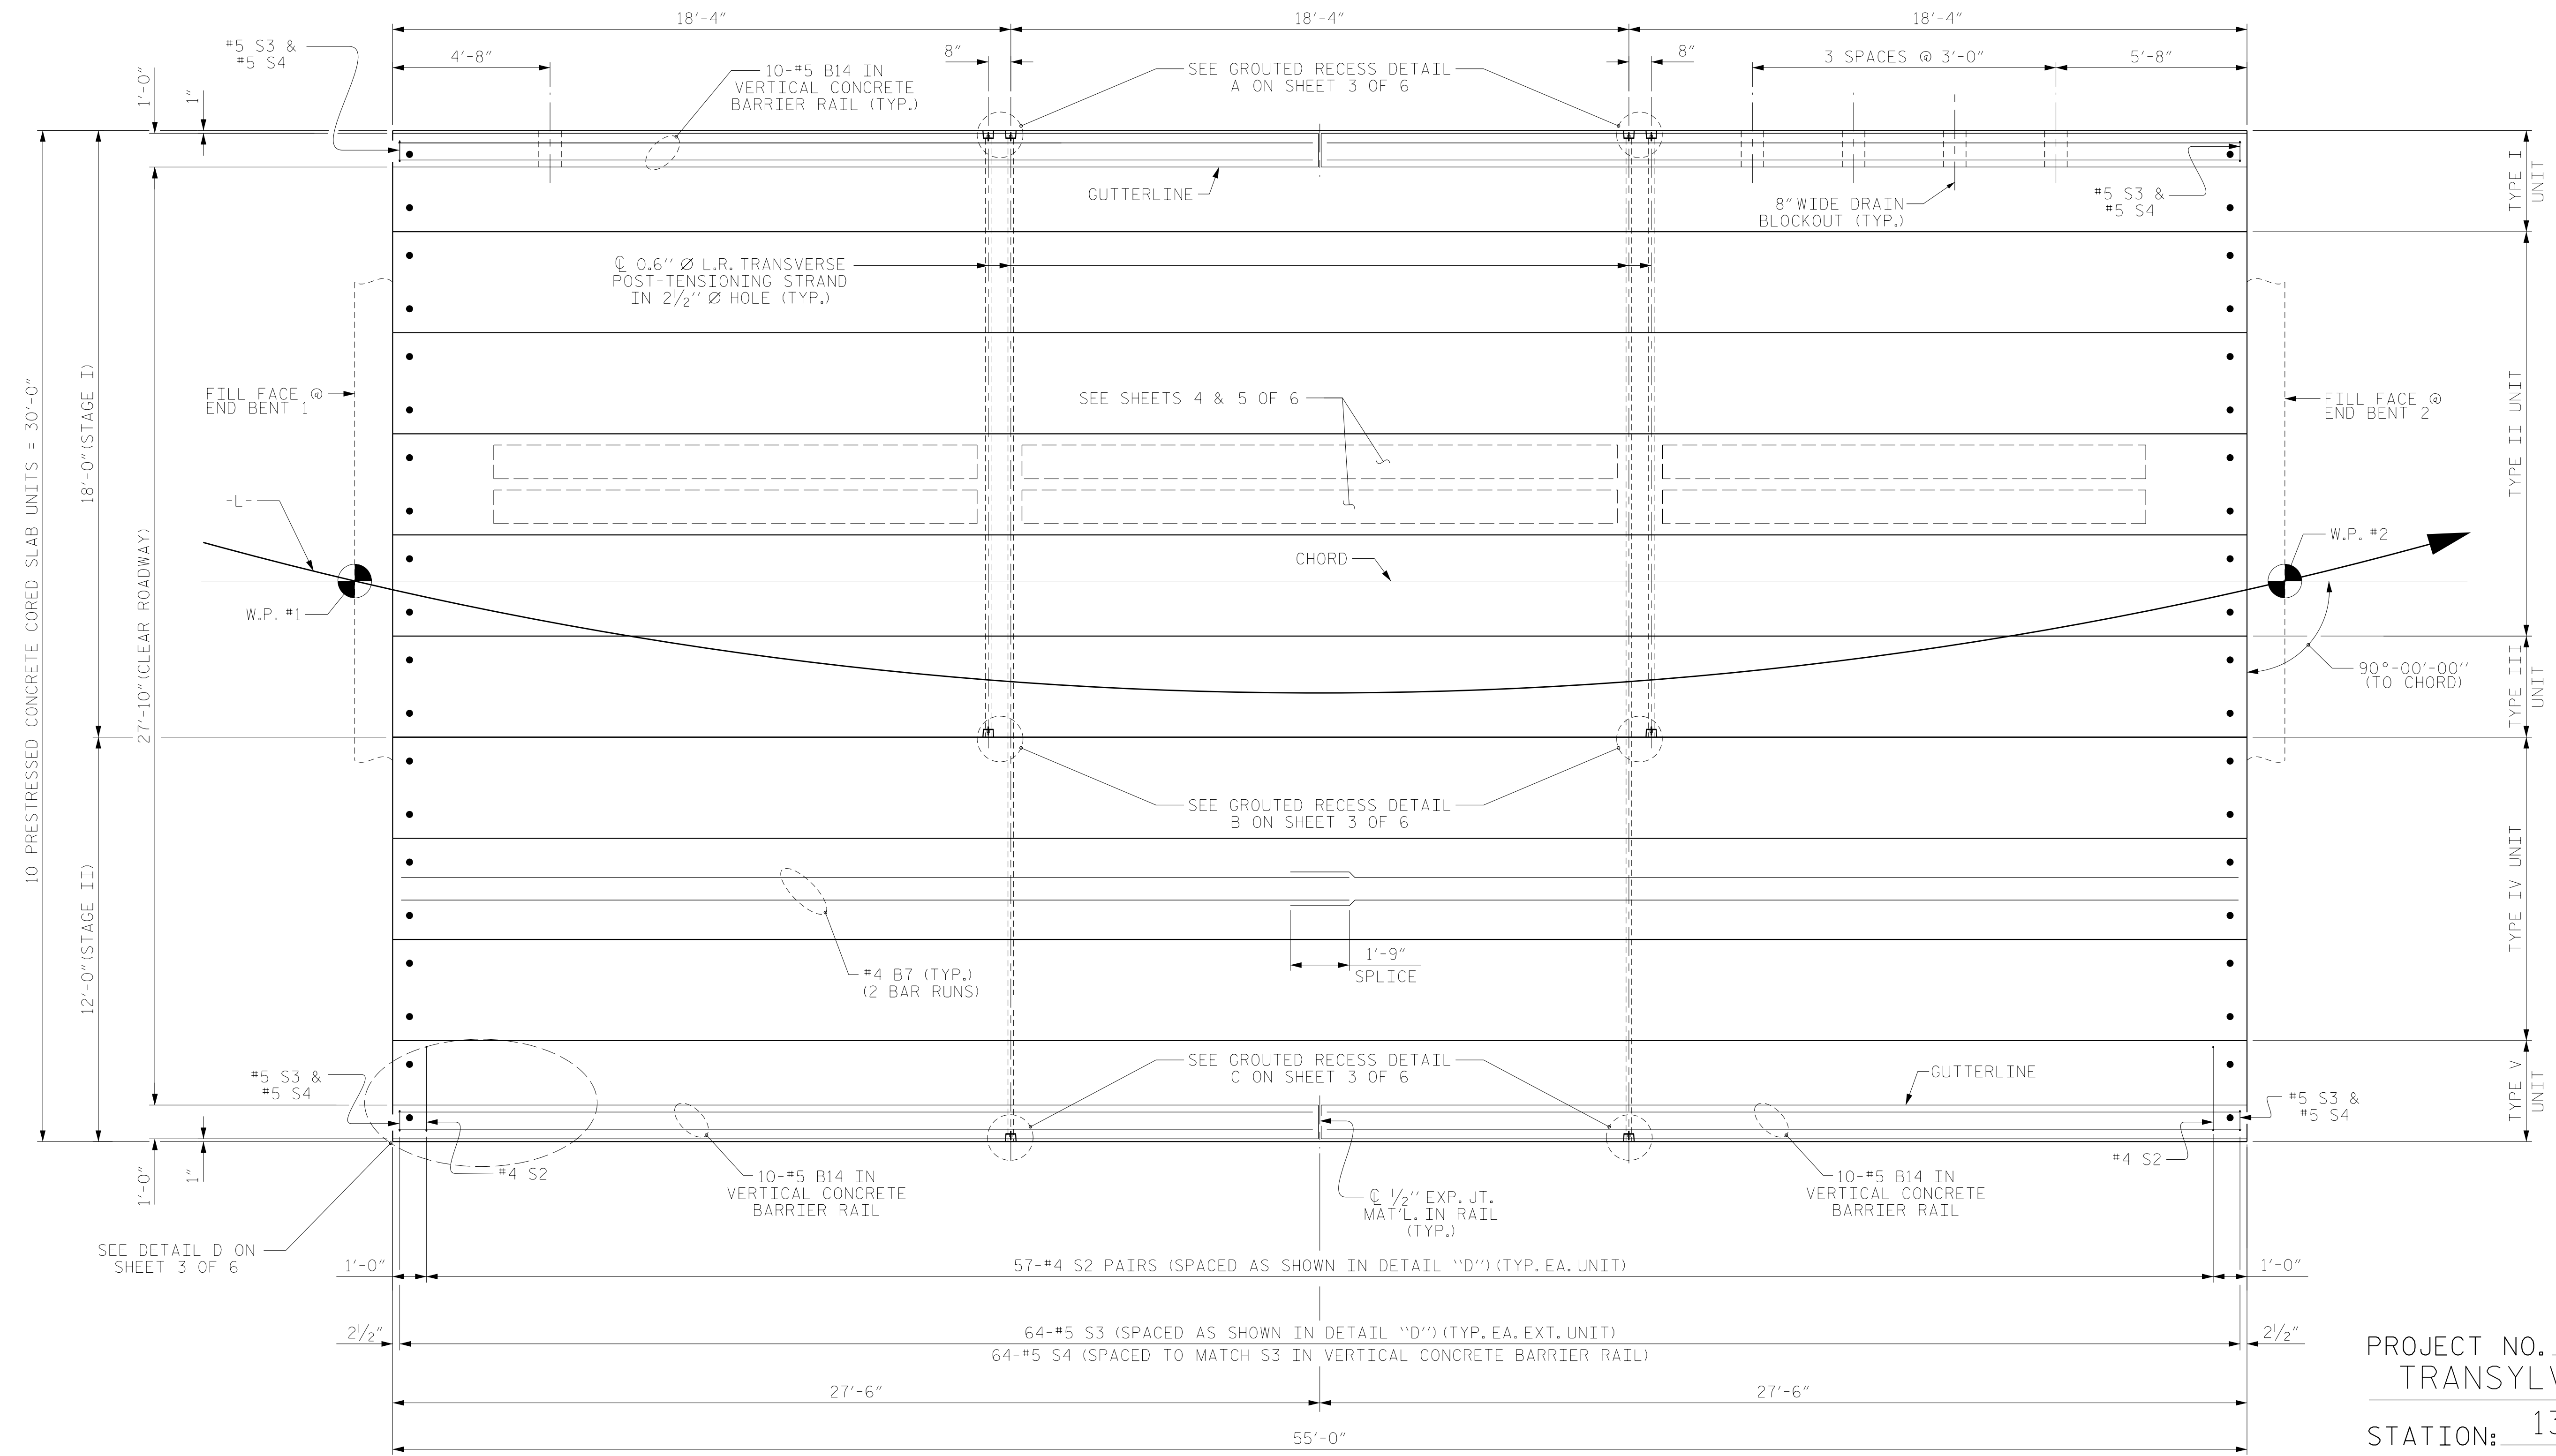 18'-4"
18'-4"
18'-4"
#5 S3 &
#5 S4
4'-8"
8"
8"
3 SPACES @ 3'-0"
5'-8"
1'-0"
1"
10-#5 B14 IN
VERTICAL CONCRETE
BARRIER RAIL (TYP.)
SEE GROUTED RECESS DETAIL
A ON SHEET 3 OF 6
GUTTERLINE
8" WIDE DRAIN
BLOCKOUT (TYP.)
#5 S3 &
#5 S4
TYPE I
UNIT
℄ 0.6" Ø L.R. TRANSVERSE
POST-TENSIONING STRAND
IN 2 1/2" Ø HOLE (TYP.)
10 PRESTRESSED CONCRETE CORED SLAB UNITS = 30'-0"
18'-0" (STAGE I)
27'-10" (CLEAR ROADWAY)
FILL FACE @
END BENT 1
SEE SHEETS 4 & 5 OF 6
FILL FACE @
END BENT 2
TYPE II UNIT
-L-
CHORD
W.P. #1
W.P. #2
90°-00'-00"
(TO CHORD)
TYPE III
UNIT
SEE GROUTED RECESS DETAIL
B ON SHEET 3 OF 6
12'-0" (STAGE II)
TYPE IV UNIT
#4 B7 (TYP.)
(2 BAR RUNS)
1'-9"
SPLICE
#5 S3 &
#5 S4
SEE GROUTED RECESS DETAIL
C ON SHEET 3 OF 6
GUTTERLINE
TYPE V
UNIT
#5 S3 &
#5 S4
1'-0"
1"
#4 S2
10-#5 B14 IN
VERTICAL CONCRETE
BARRIER RAIL
℄ 1/2" EXP. JT.
MAT'L. IN RAIL
(TYP.)
10-#5 B14 IN
VERTICAL CONCRETE
BARRIER RAIL
#4 S2
SEE DETAIL D ON
SHEET 3 OF 6
1'-0"
57-#4 S2 PAIRS (SPACED AS SHOWN IN DETAIL "D") (TYP. EA. UNIT)
1'-0"
2 1/2"
64-#5 S3 (SPACED AS SHOWN IN DETAIL "D") (TYP. EA. EXT. UNIT)
64-#5 S4 (SPACED TO MATCH S3 IN VERTICAL CONCRETE BARRIER RAIL)
2 1/2"
27'-6"
27'-6"
55'-0"
PROJECT NO.
STATION: 13